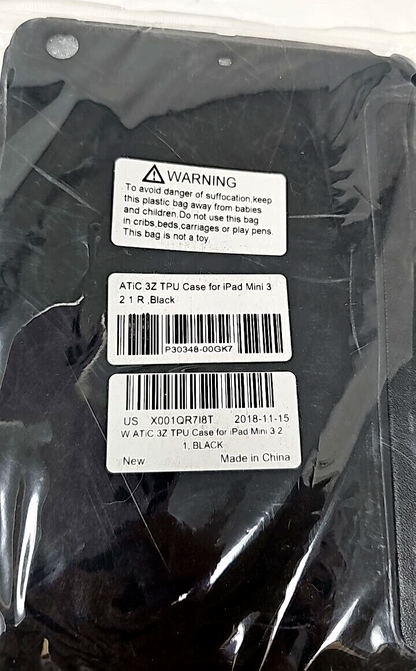 WARNING
To avoid danger of suffocation,keep
this plastic bag away from babies
and children.Do not use this bag
in cribs,beds,carriages or play pens.
This bag is not a toy
ATiC 3Z TPU Case for iPad Mini 3
2 1 R ,Black
P30348-00GK7
US X001QR7I8T 2018-11-15
W ATiC 3Z TPU Case for iPad Mini 3 2
1, BLACK
New Made in China